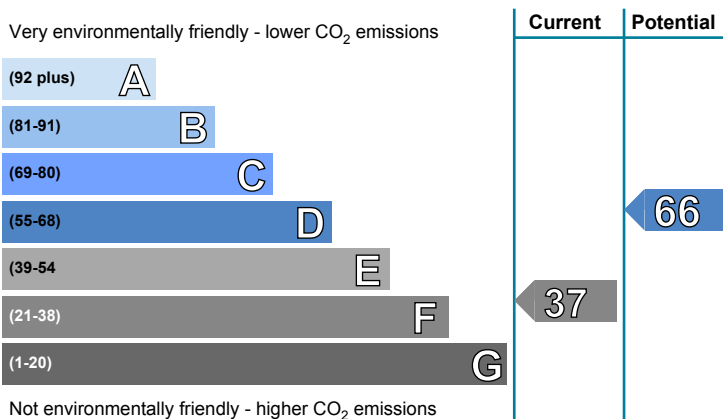 Very environmentally friendly - lower CO2 emissions
Current
Potential
(92 plus) A
(81-91) B
(69-80) C
(55-68) D
66
(39-54 E
(21-38) F
37
(1-20) G
Not environmentally friendly - higher CO2 emissions